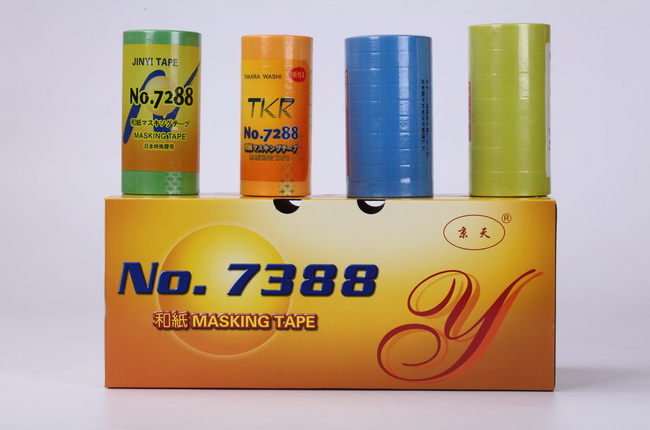 JINYI TAPE
No.7288
和紙マスキングテープ
MASKING TAPE
日本特殊膠带
TAMARA WASHI
TKR
No.7288
和紙マスキングテープ
MASKING TAPE
京天®
No. 7388
和紙 MASKING TAPE
y